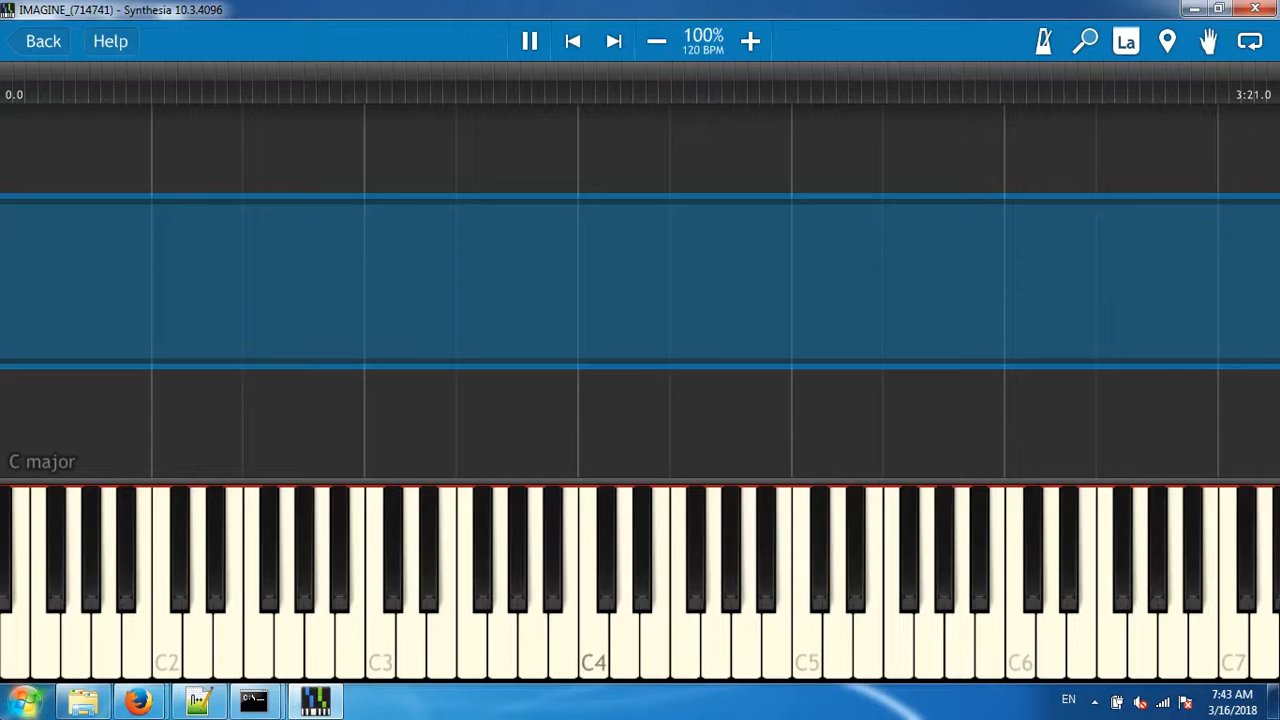 IMAGINE_(714741) - Synthesia 10.3.4096
Back
Help
100%
120 BPM
La
0.0
3:21.0
C major
C2
C3
C4
C5
C6
C7
EN
7:43 AM
3/16/2018